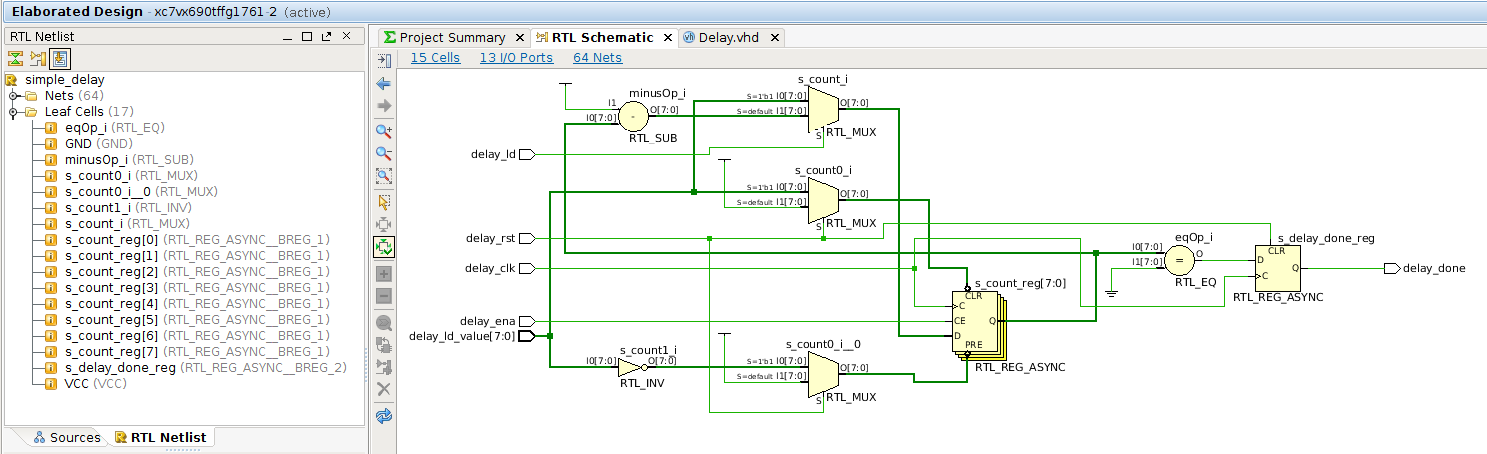 Elaborated Design - xc7vx690tffg1761-2 (active)
RTL Netlist
simple_delay
Nets (64)
Leaf Cells (17)
eqOp_i (RTL_EQ)
GND (GND)
minusOp_i (RTL_SUB)
s_count0_i (RTL_MUX)
s_count0_i__0 (RTL_MUX)
s_count1_i (RTL_INV)
s_count_i (RTL_MUX)
s_count_reg[0] (RTL_REG_ASYNC__BREG_1)
s_count_reg[1] (RTL_REG_ASYNC__BREG_1)
s_count_reg[2] (RTL_REG_ASYNC__BREG_1)
s_count_reg[3] (RTL_REG_ASYNC__BREG_1)
s_count_reg[4] (RTL_REG_ASYNC__BREG_1)
s_count_reg[5] (RTL_REG_ASYNC__BREG_1)
s_count_reg[6] (RTL_REG_ASYNC__BREG_1)
s_count_reg[7] (RTL_REG_ASYNC__BREG_1)
s_delay_done_reg (RTL_REG_ASYNC__BREG_2)
VCC (VCC)
Sources
RTL Netlist
Project Summary
RTL Schematic
Delay.vhd
15 Cells
13 I/O Ports
64 Nets
minusOp_i
I1
I0[7:0]
-
O[7:0]
RTL_SUB
s_count_i
S=1'b1 I0[7:0]
S=default I1[7:0]
O[7:0]
S
RTL_MUX
delay_ld
s_count0_i
S=1'b1 I0[7:0]
S=default I1[7:0]
O[7:0]
RTL_MUX
S
delay_rst
delay_clk
delay_ena
delay_ld_value[7:0]
s_count1_i
I0[7:0]
O[7:0]
RTL_INV
s_count0_i__0
S=1'b1 I0[7:0]
S=default I1[7:0]
O[7:0]
S
RTL_MUX
s_count_reg[7:0]
CLR
C
CE
Q
D
PRE
RTL_REG_ASYNC
eqOp_i
I0[7:0]
I1[7:0]
=
O
RTL_EQ
s_delay_done_reg
CLR
D
C
Q
RTL_REG_ASYNC
delay_done